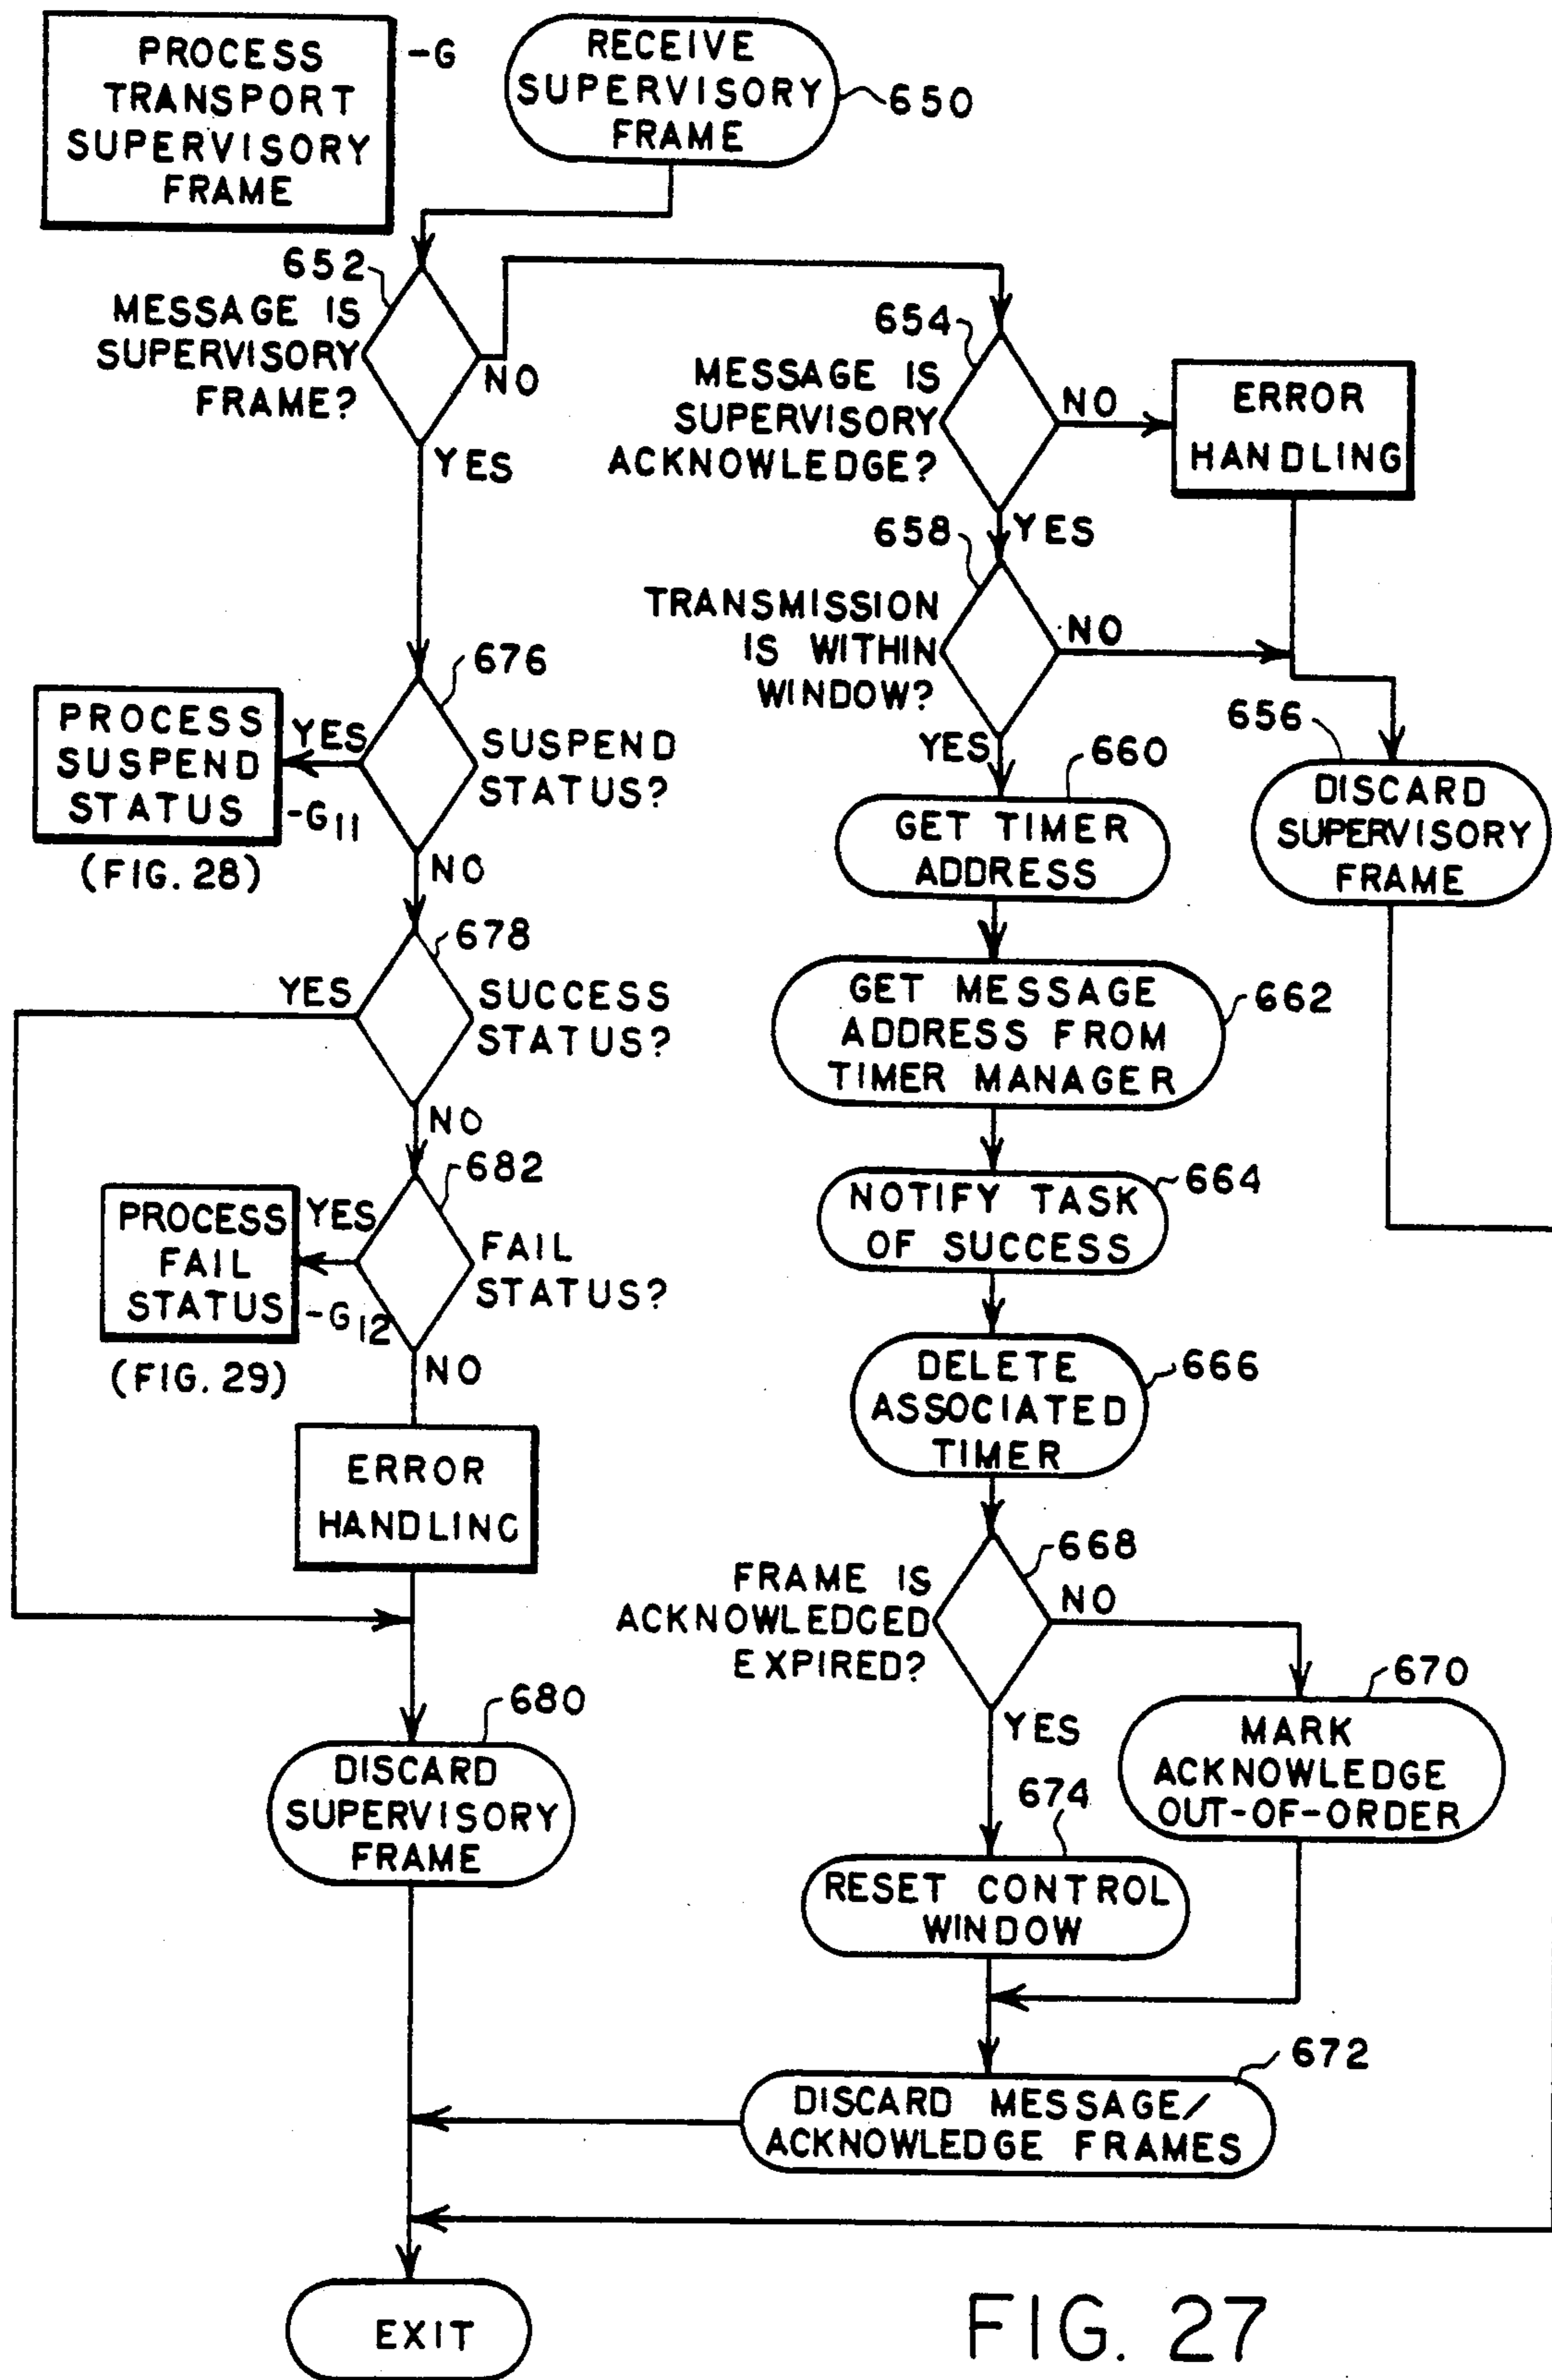 PROCESS
TRANSPORT
SUPERVISORY
FRAME
-G
RECEIVE
SUPERVISORY
FRAME
650
652
MESSAGE IS
SUPERVISORY
FRAME?
NO
YES
654
MESSAGE IS
SUPERVISORY
ACKNOWLEDGE?
NO
YES
ERROR
HANDLING
658
TRANSMISSION
IS WITHIN
WINDOW?
NO
YES
656
DISCARD
SUPERVISORY
FRAME
676
SUSPEND
STATUS?
YES
NO
PROCESS
SUSPEND
STATUS
-G11
(FIG. 28)
660
GET TIMER
ADDRESS
678
SUCCESS
STATUS?
YES
NO
662
GET MESSAGE
ADDRESS FROM
TIMER MANAGER
682
FAIL
STATUS?
YES
NO
PROCESS
FAIL
STATUS
-G12
(FIG. 29)
664
NOTIFY TASK
OF SUCCESS
666
DELETE
ASSOCIATED
TIMER
ERROR
HANDLING
668
FRAME IS
ACKNOWLEDGED
EXPIRED?
NO
YES
670
MARK
ACKNOWLEDGE
OUT-OF-ORDER
680
DISCARD
SUPERVISORY
FRAME
674
RESET CONTROL
WINDOW
672
DISCARD MESSAGE/
ACKNOWLEDGE FRAMES
EXIT
FIG. 27